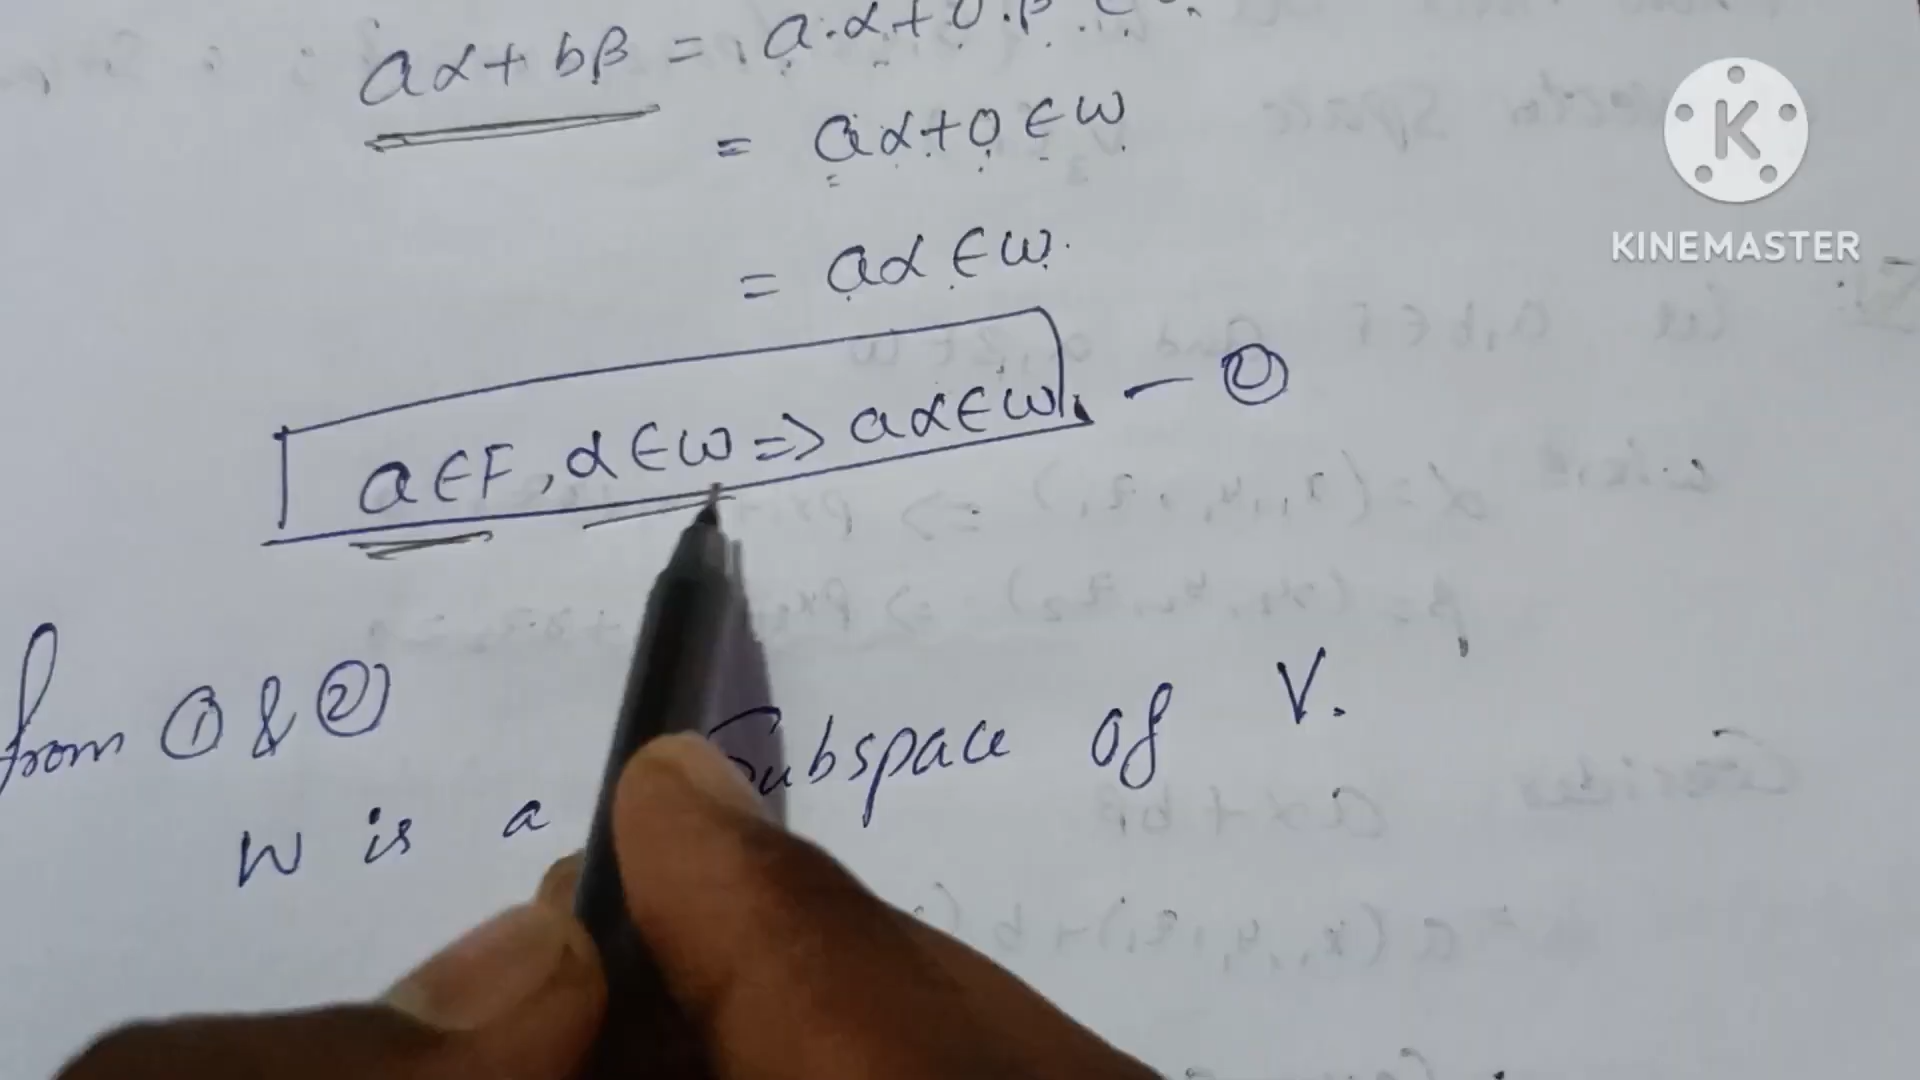 aα + bβ = a.α + 0.β ∈
= aα + 0 ∈ W
= aα ∈ W.
a ∈ F, α ∈ W => aα ∈ W. — ②
from ① & ②
W is a Subspace of V.
K
KINEMASTER